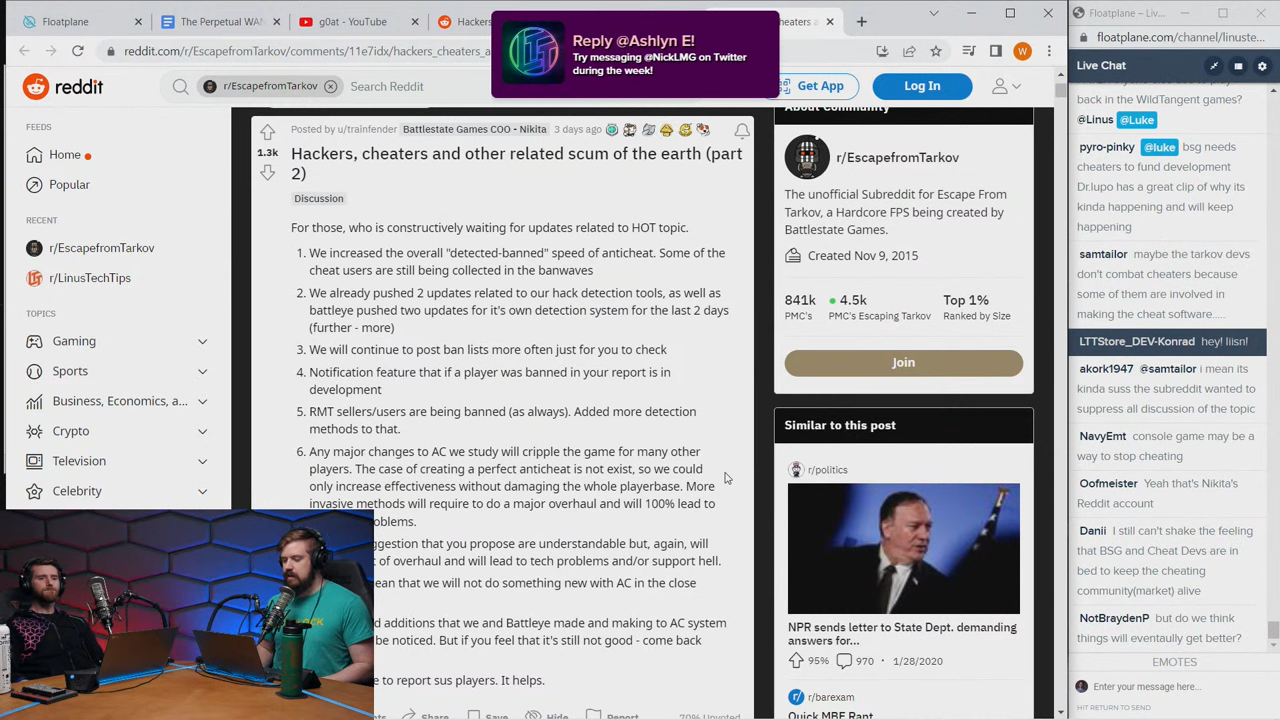 Floatplane
The Perpetual WAN
g0at - YouTube
Hackers
heaters a
Floatplane – Live
reddit.com/r/EscapefromTarkov/comments/11e7idx/hackers_cheaters_a
floatplane.com/channel/linuste
Reply @Ashlyn E!
Try messaging @NickLMG on Twitter
during the week!
reddit
r/EscapefromTarkov
Search Reddit
Get App
Log In
FEEDS
Home
Popular
RECENT
r/EscapefromTarkov
r/LinusTechTips
TOPICS
Gaming
Sports
Business, Economics, a...
Crypto
Television
Celebrity
1.3k
Posted by u/trainfender Battlestate Games COO - Nikita 3 days ago
Hackers, cheaters and other related scum of the earth (part
2)
Discussion
For those, who is constructively waiting for updates related to HOT topic.
1. We increased the overall "detected-banned" speed of anticheat. Some of the
cheat users are still being collected in the banwaves
2. We already pushed 2 updates related to our hack detection tools, as well as
battleye pushed two updates for it's own detection system for the last 2 days
(further - more)
3. We will continue to post ban lists more often just for you to check
4. Notification feature that if a player was banned in your report is in
development
5. RMT sellers/users are being banned (as always). Added more detection
methods to that.
6. Any major changes to AC we study will cripple the game for many other
players. The case of creating a perfect anticheat is not exist, so we could
only increase effectiveness without damaging the whole playerbase. More
invasive methods will require to do a major overhaul and will 100% lead to
oblems.
ggestion that you propose are understandable but, again, will
of overhaul and will lead to tech problems and/or support hell.
ean that we will not do something new with AC in the close
d additions that we and Battleye made and making to AC system
be noticed. But if you feel that it's still not good - come back
e to report sus players. It helps.
Share
Save
Hide
Report
70% Upvoted
About Community
r/EscapefromTarkov
The unofficial Subreddit for Escape From
Tarkov, a Hardcore FPS being created by
Battlestate Games.
Created Nov 9, 2015
841k 4.5k Top 1%
PMC's PMC's Escaping Tarkov Ranked by Size
Join
Similar to this post
r/politics
NPR sends letter to State Dept. demanding
answers for...
95% 970 1/28/2020
r/barexam
Quick MBE Rant
Live Chat
back in the WildTangent games?
@Linus @Luke
pyro-pinky @luke bsg needs
cheaters to fund development
Dr.lupo has a great clip of why its
kinda happening and will keep
happening
samtailor maybe the tarkov devs
don't combat cheaters because
some of them are involved in
making the cheat software.....
LTTStore_DEV-Konrad hey! liisn!
akork1947 @samtailor i mean its
kinda suss the subreddit wanted to
suppress all discussion of the topic
NavyEmt console game may be a
way to stop cheating
Oofmeister Yeah that's Nikita's
Reddit account
Danii I still can't shake the feeling
that BSG and Cheat Devs are in
bed to keep the cheating
community(market) alive
NotBraydenP but do we think
things will eventaully get better?
EMOTES
Enter your message here...
HIT RETURN TO SEND